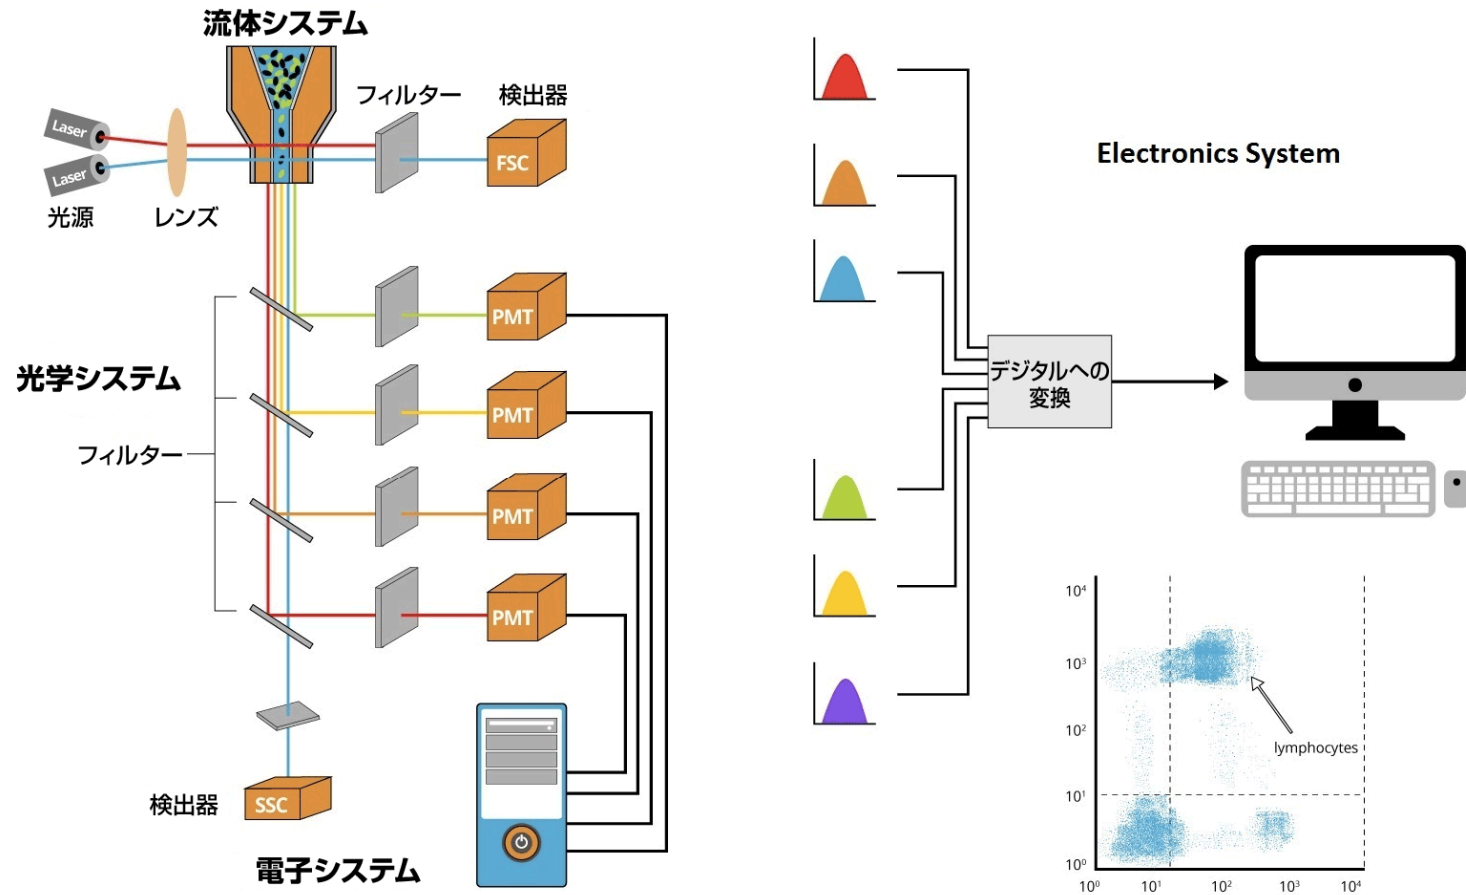 流体システム
フィルター
検出器
Laser
Laser
FSC
光源
レンズ
PMT
光学システム
PMT
フィルター
PMT
PMT
検出器
SSC
電子システム
Electronics System
デジタルへの
変換
10⁴
10³
10²
10¹
10⁰
lymphocytes
10⁰ 10¹ 10² 10³ 10⁴